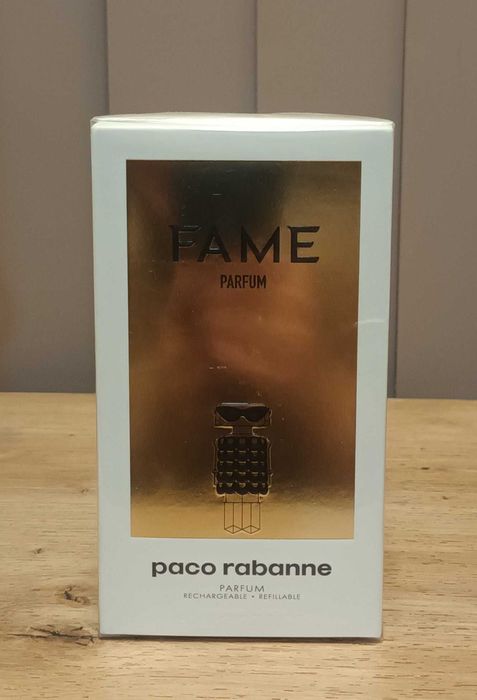 FAME
PARFUM
paco rabanne
PARFUM
RECHARGEABLE • REFILLABLE